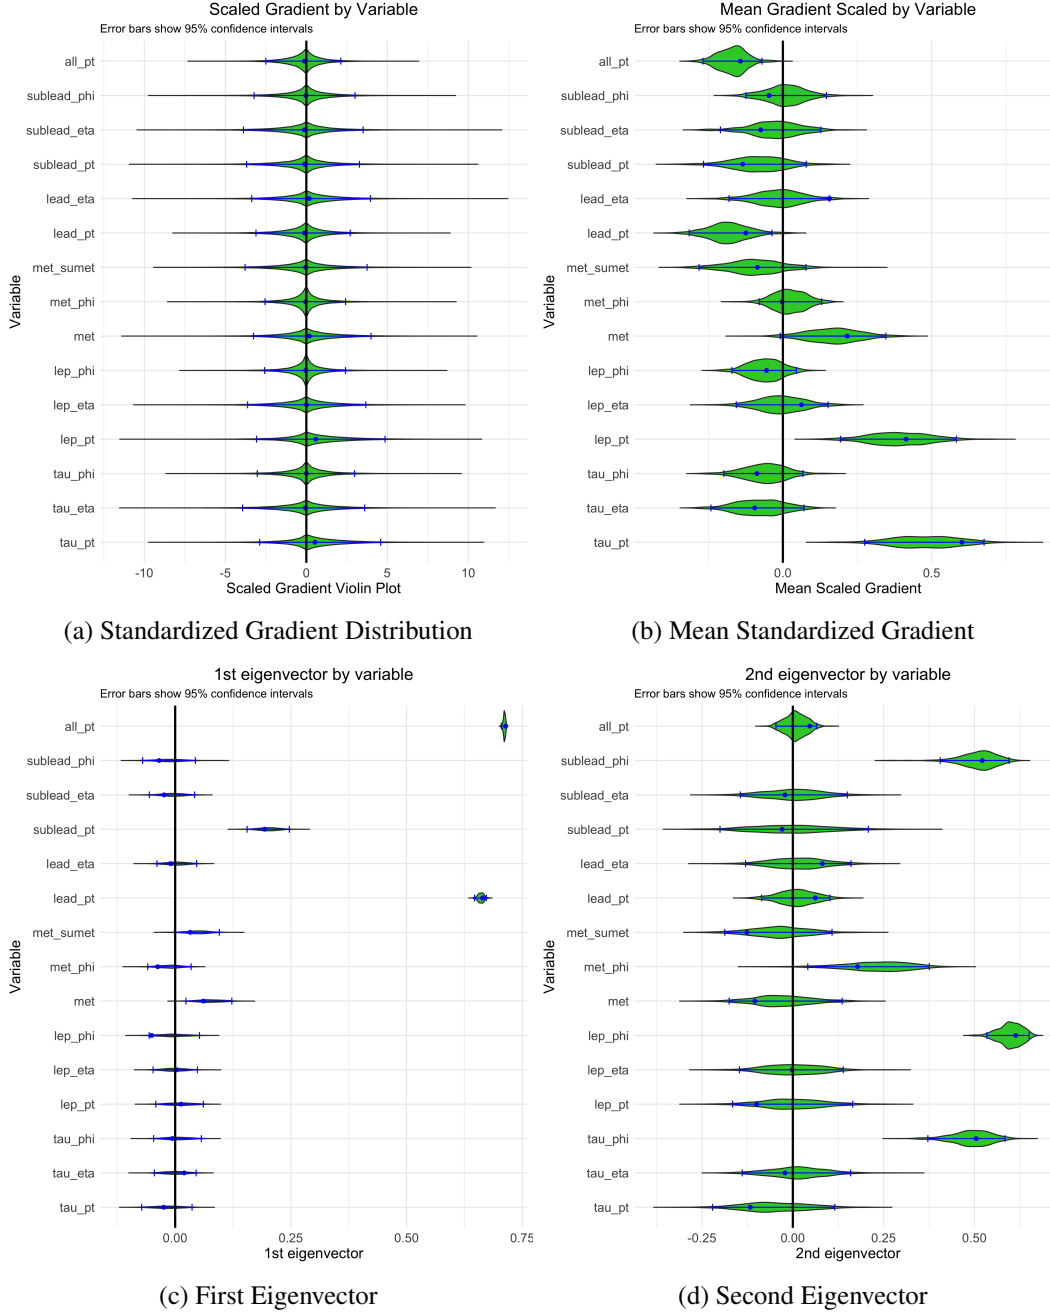 Scaled Gradient by Variable
Error bars show 95% confidence intervals
all_pt
sublead_phi
sublead_eta
sublead_pt
lead_eta
lead_pt
met_sumet
met_phi
met
lep_phi
lep_eta
lep_pt
tau_phi
tau_eta
tau_pt
Variable
-10 -5 0 5 10
Scaled Gradient Violin Plot
(a) Standardized Gradient Distribution
Mean Gradient Scaled by Variable
Error bars show 95% confidence intervals
all_pt
sublead_phi
sublead_eta
sublead_pt
lead_eta
lead_pt
met_sumet
met_phi
met
lep_phi
lep_eta
lep_pt
tau_phi
tau_eta
tau_pt
Variable
0.0 0.5
Mean Scaled Gradient
(b) Mean Standardized Gradient
1st eigenvector by variable
Error bars show 95% confidence intervals
all_pt
sublead_phi
sublead_eta
sublead_pt
lead_eta
lead_pt
met_sumet
met_phi
met
lep_phi
lep_eta
lep_pt
tau_phi
tau_eta
tau_pt
Variable
0.00 0.25 0.50 0.75
1st eigenvector
(c) First Eigenvector
2nd eigenvector by variable
Error bars show 95% confidence intervals
all_pt
sublead_phi
sublead_eta
sublead_pt
lead_eta
lead_pt
met_sumet
met_phi
met
lep_phi
lep_eta
lep_pt
tau_phi
tau_eta
tau_pt
Variable
-0.25 0.00 0.25 0.50
2nd eigenvector
(d) Second Eigenvector